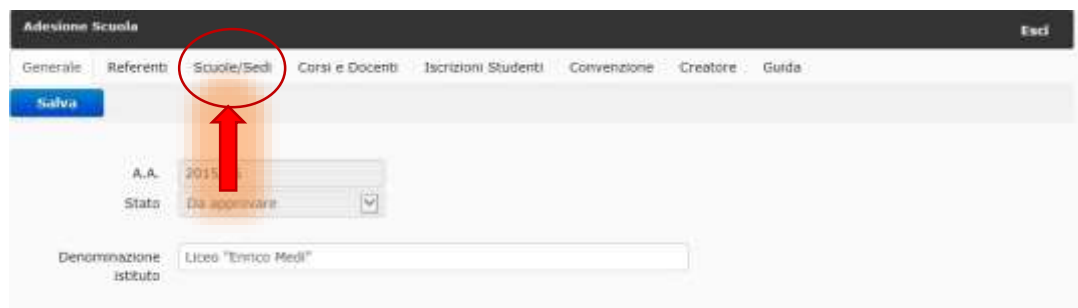 Adesione Scuola Esci
Generale Referenti Scuole/Sedi Corsi e Docenti Iscrizioni Studenti Convenzione Creatore Guida
Salva
A.A.
Stato Da approvare
Denominazione istituto Liceo "Enrico Medi"